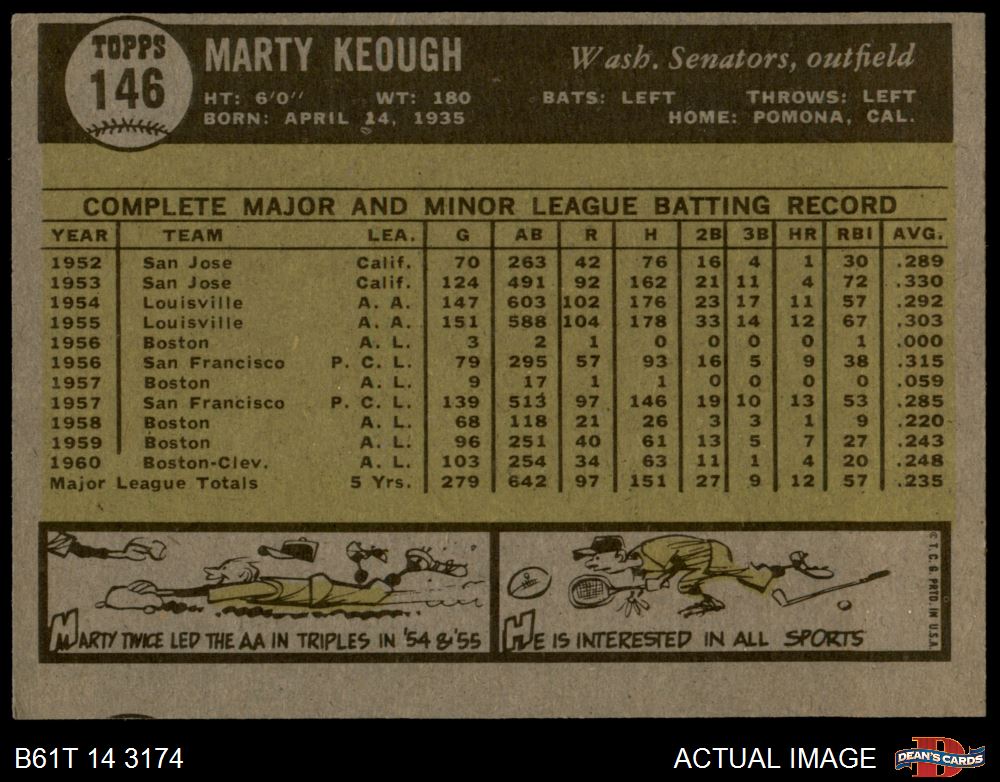 TOPPS
146
MARTY KEOUGH Wash. Senators, outfield
HT: 6'0" WT: 180 BATS: LEFT THROWS: LEFT
BORN: APRIL 14, 1935 HOME: POMONA, CAL.
COMPLETE MAJOR AND MINOR LEAGUE BATTING RECORD
YEAR TEAM LEA. G AB R H 2B 3B HR RBI AVG.
1952 San Jose Calif. 70 263 42 76 16 4 1 30 .289
1953 San Jose Calif. 124 491 92 162 21 11 4 72 .330
1954 Louisville A. A. 147 603 102 176 23 17 11 57 .292
1955 Louisville A. A. 151 588 104 178 33 14 12 67 .303
1956 Boston A. L. 3 2 1 0 0 0 0 1 .000
1956 San Francisco P. C. L. 79 295 57 93 16 5 9 38 .315
1957 Boston A. L. 9 17 1 1 0 0 0 0 .059
1957 San Francisco P. C. L. 139 513 97 146 19 10 13 53 .285
1958 Boston A. L. 68 118 21 26 3 3 1 9 .220
1959 Boston A. L. 96 251 40 61 13 5 7 27 .243
1960 Boston-Clev. A. L. 103 254 34 63 11 1 4 20 .248
Major League Totals 5 Yrs. 279 642 97 151 27 9 12 57 .235
MARTY TWICE LED THE AA IN TRIPLES IN '54 & '55
HE IS INTERESTED IN ALL SPORTS
© T. C. G. PRTD. IN U.S.A.
B61T 14 3174
ACTUAL IMAGE
D
DEAN'S CARDS